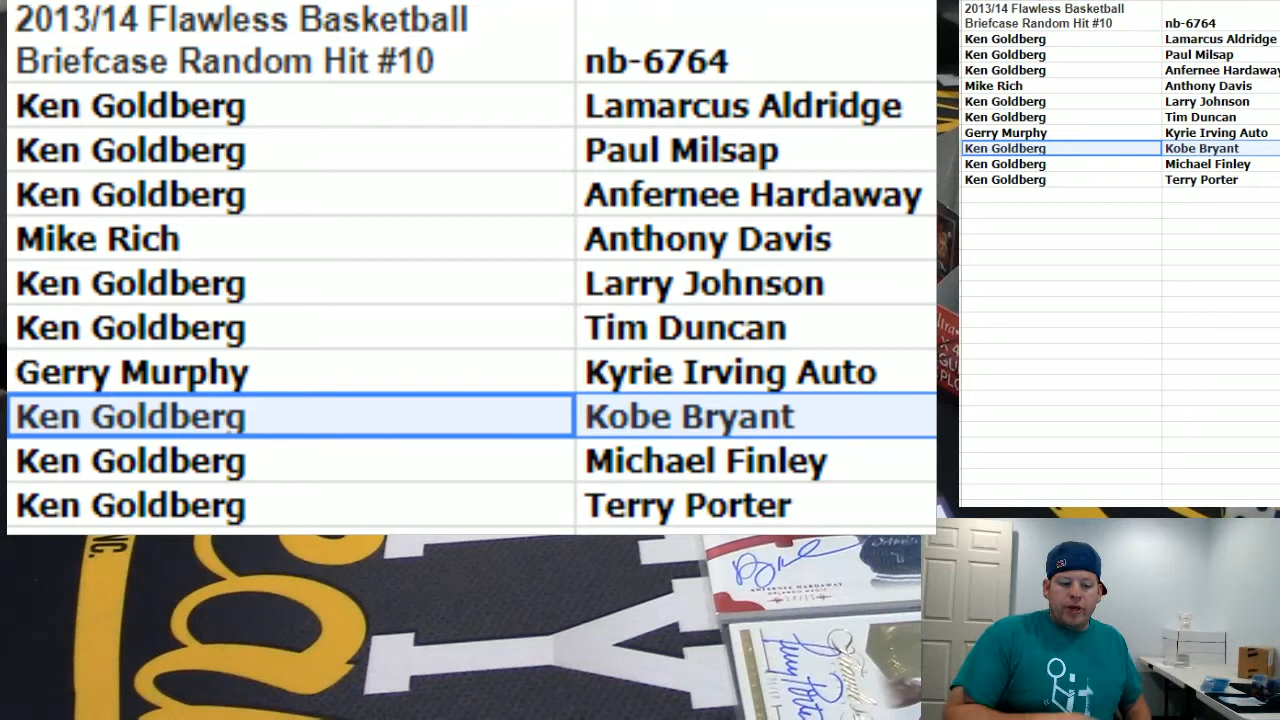 2013/14 Flawless Basketball
Briefcase Random Hit #10 nb-6764
Ken Goldberg Lamarcus Aldridge
Ken Goldberg Paul Milsap
Ken Goldberg Anfernee Hardaway
Mike Rich Anthony Davis
Ken Goldberg Larry Johnson
Ken Goldberg Tim Duncan
Gerry Murphy Kyrie Irving Auto
Ken Goldberg Kobe Bryant
Ken Goldberg Michael Finley
Ken Goldberg Terry Porter
2013/14 Flawless Basketball
Briefcase Random Hit #10 nb-6764
Ken Goldberg Lamarcus Aldridge
Ken Goldberg Paul Milsap
Ken Goldberg Anfernee Hardaway
Mike Rich Anthony Davis
Ken Goldberg Larry Johnson
Ken Goldberg Tim Duncan
Gerry Murphy Kyrie Irving Auto
Ken Goldberg Kobe Bryant
Ken Goldberg Michael Finley
Ken Goldberg Terry Porter
INC.
Y
ANFERNEE HARDAWAY
ORLANDO MAGIC